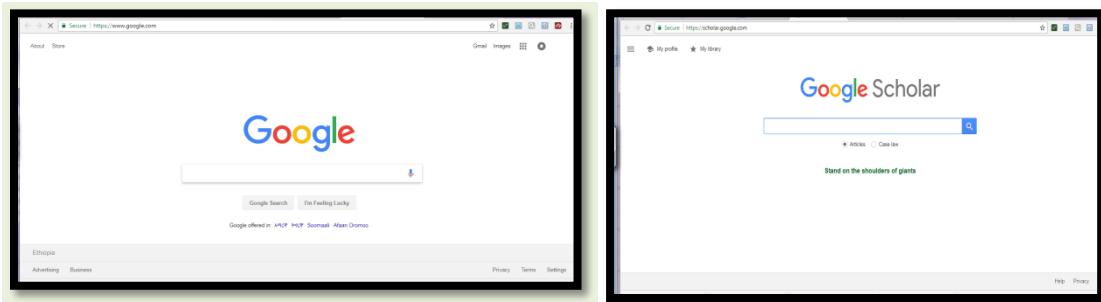 Secure | https://www.google.com
About Store
Gmail Images
Google
Google Search I'm Feeling Lucky
Google offered in: አማርኛ ትግርኛ Soomaali Afaan Oromoo
Ethiopia
Advertising Business
Privacy Terms Settings
Secure | https://scholar.google.com
My profile My library
Google Scholar
Articles Case law
Stand on the shoulders of giants
Help Privacy